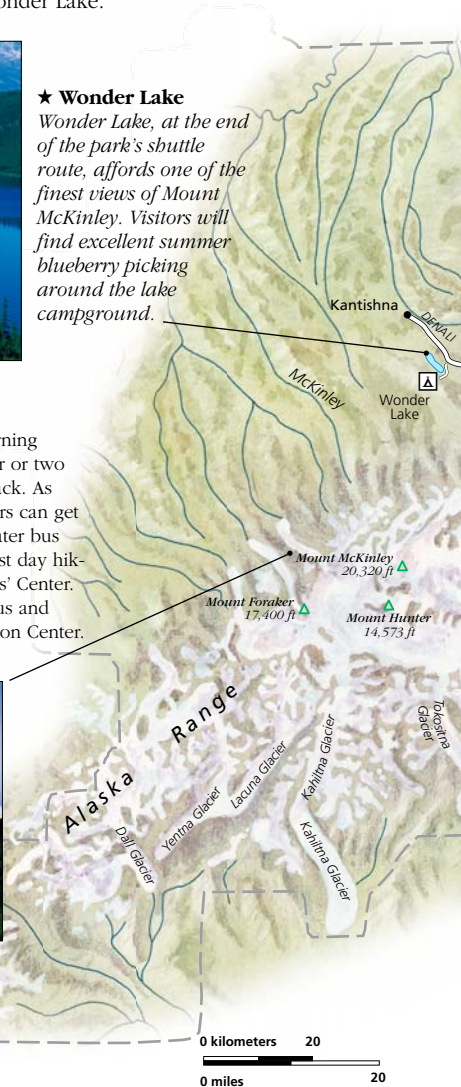 onder Lake.
★ Wonder Lake
Wonder Lake, at the end
of the park's shuttle
route, affords one of the
finest views of Mount
McKinley. Visitors will
find excellent summer
blueberry picking
around the lake
campground.
Kantishna
DENALI
McKinley
Wonder
Lake
rning
r or two
ack. As
rs can get
ater bus
st day hik-
s' Center.
us and
on Center.
Mount McKinley
20,320 ft
Mount Foraker
17,400 ft
Mount Hunter
14,573 ft
Alaska Range
Tokositna
Glacier
Kahiltna Glacier
Lacuna Glacier
Yentna Glacier
Dall Glacier
Kahiltna Glacier
0 kilometers 20
0 miles 20